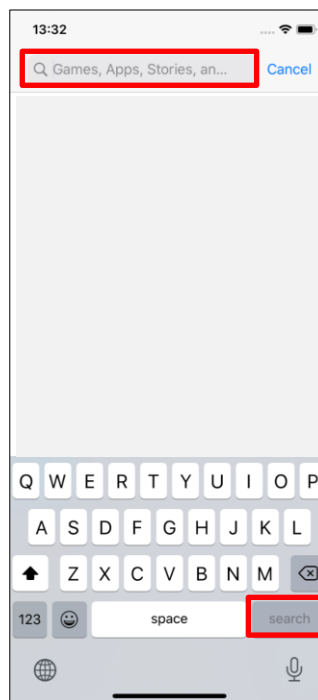 13:32
Games, Apps, Stories, an...
Cancel
Q W E R T Y U I O P
A S D F G H J K L
Z X C V B N M
123 space search